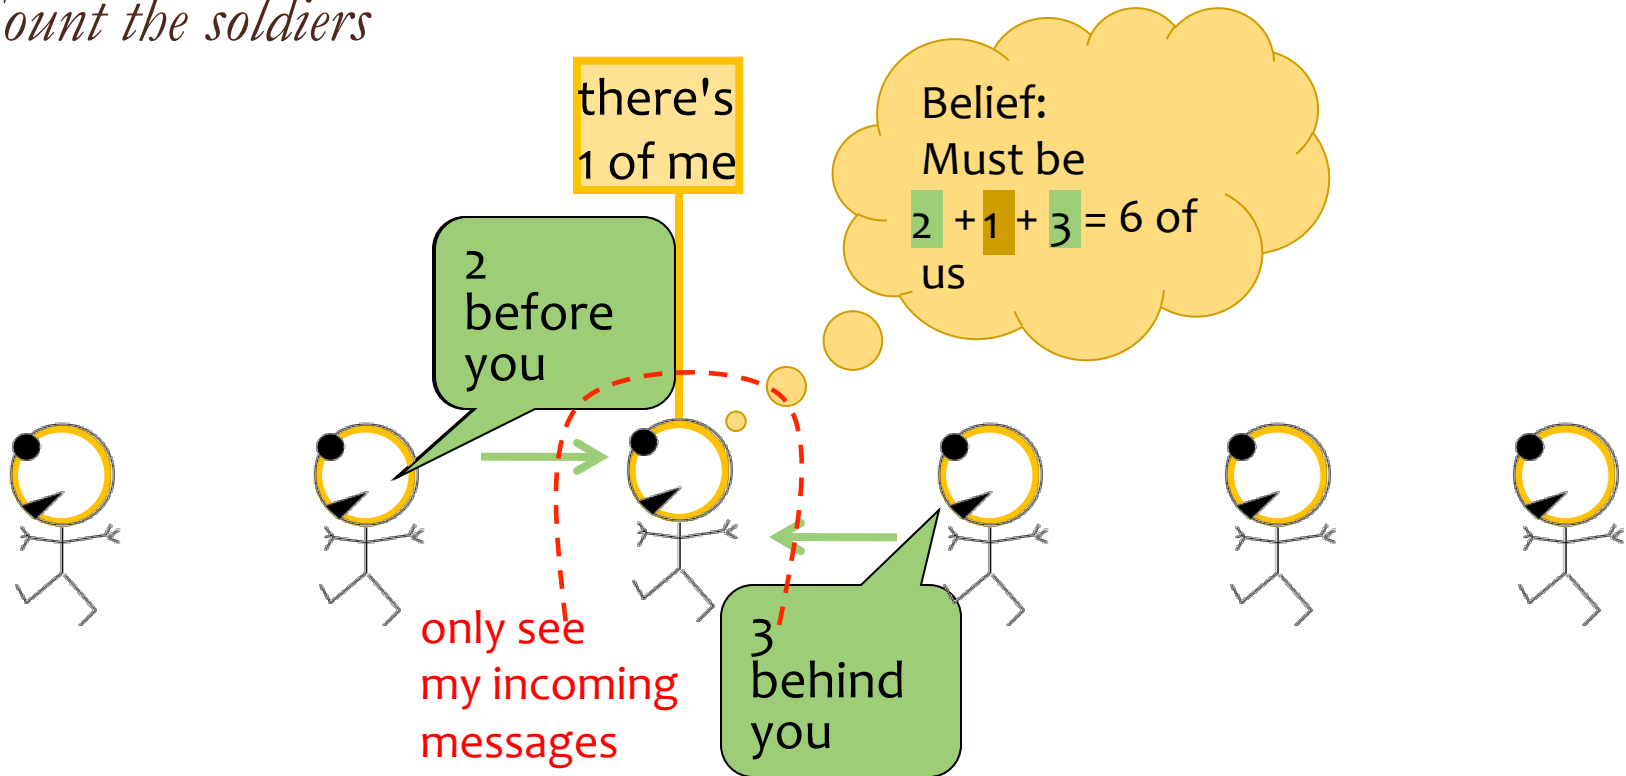 ount the soldiers
there's
1 of me
Belief:
Must be
2 + 1 + 3 = 6 of
us
2
before
you
only see
my incoming
messages
3
behind
you